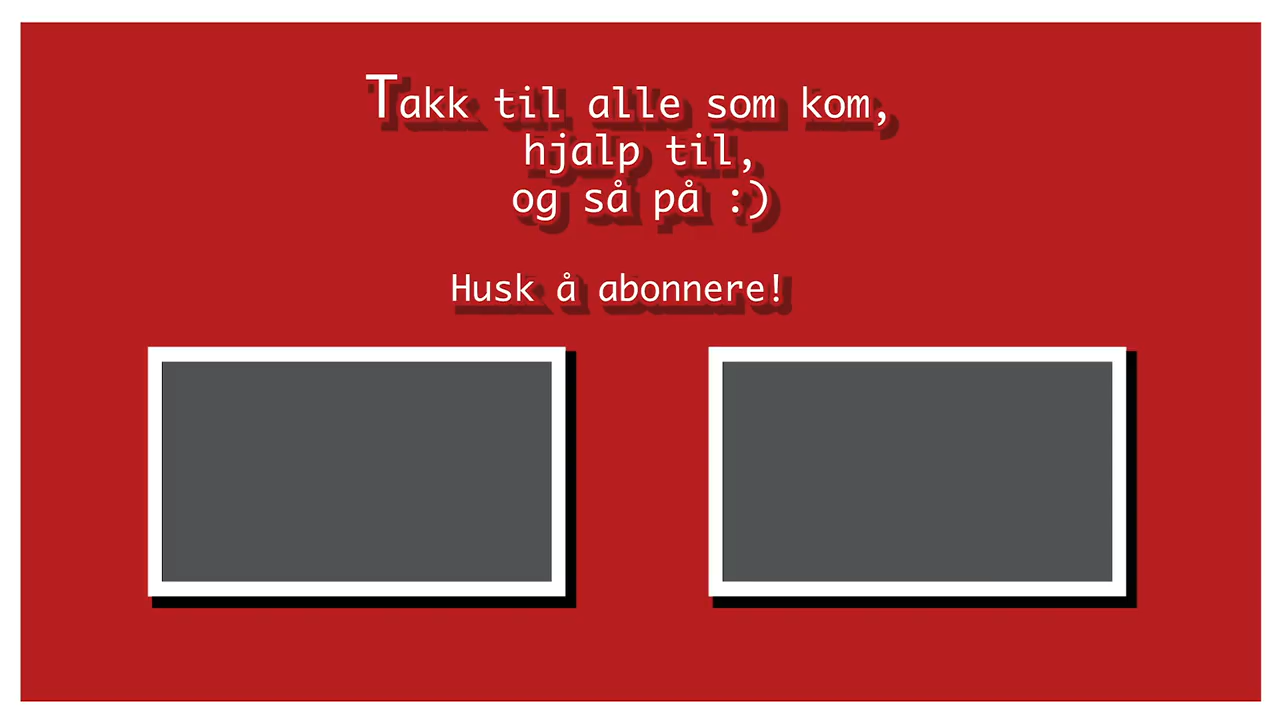 Takk til alle som kom,
hjalp til,
og så på :)
Husk å abonnere!